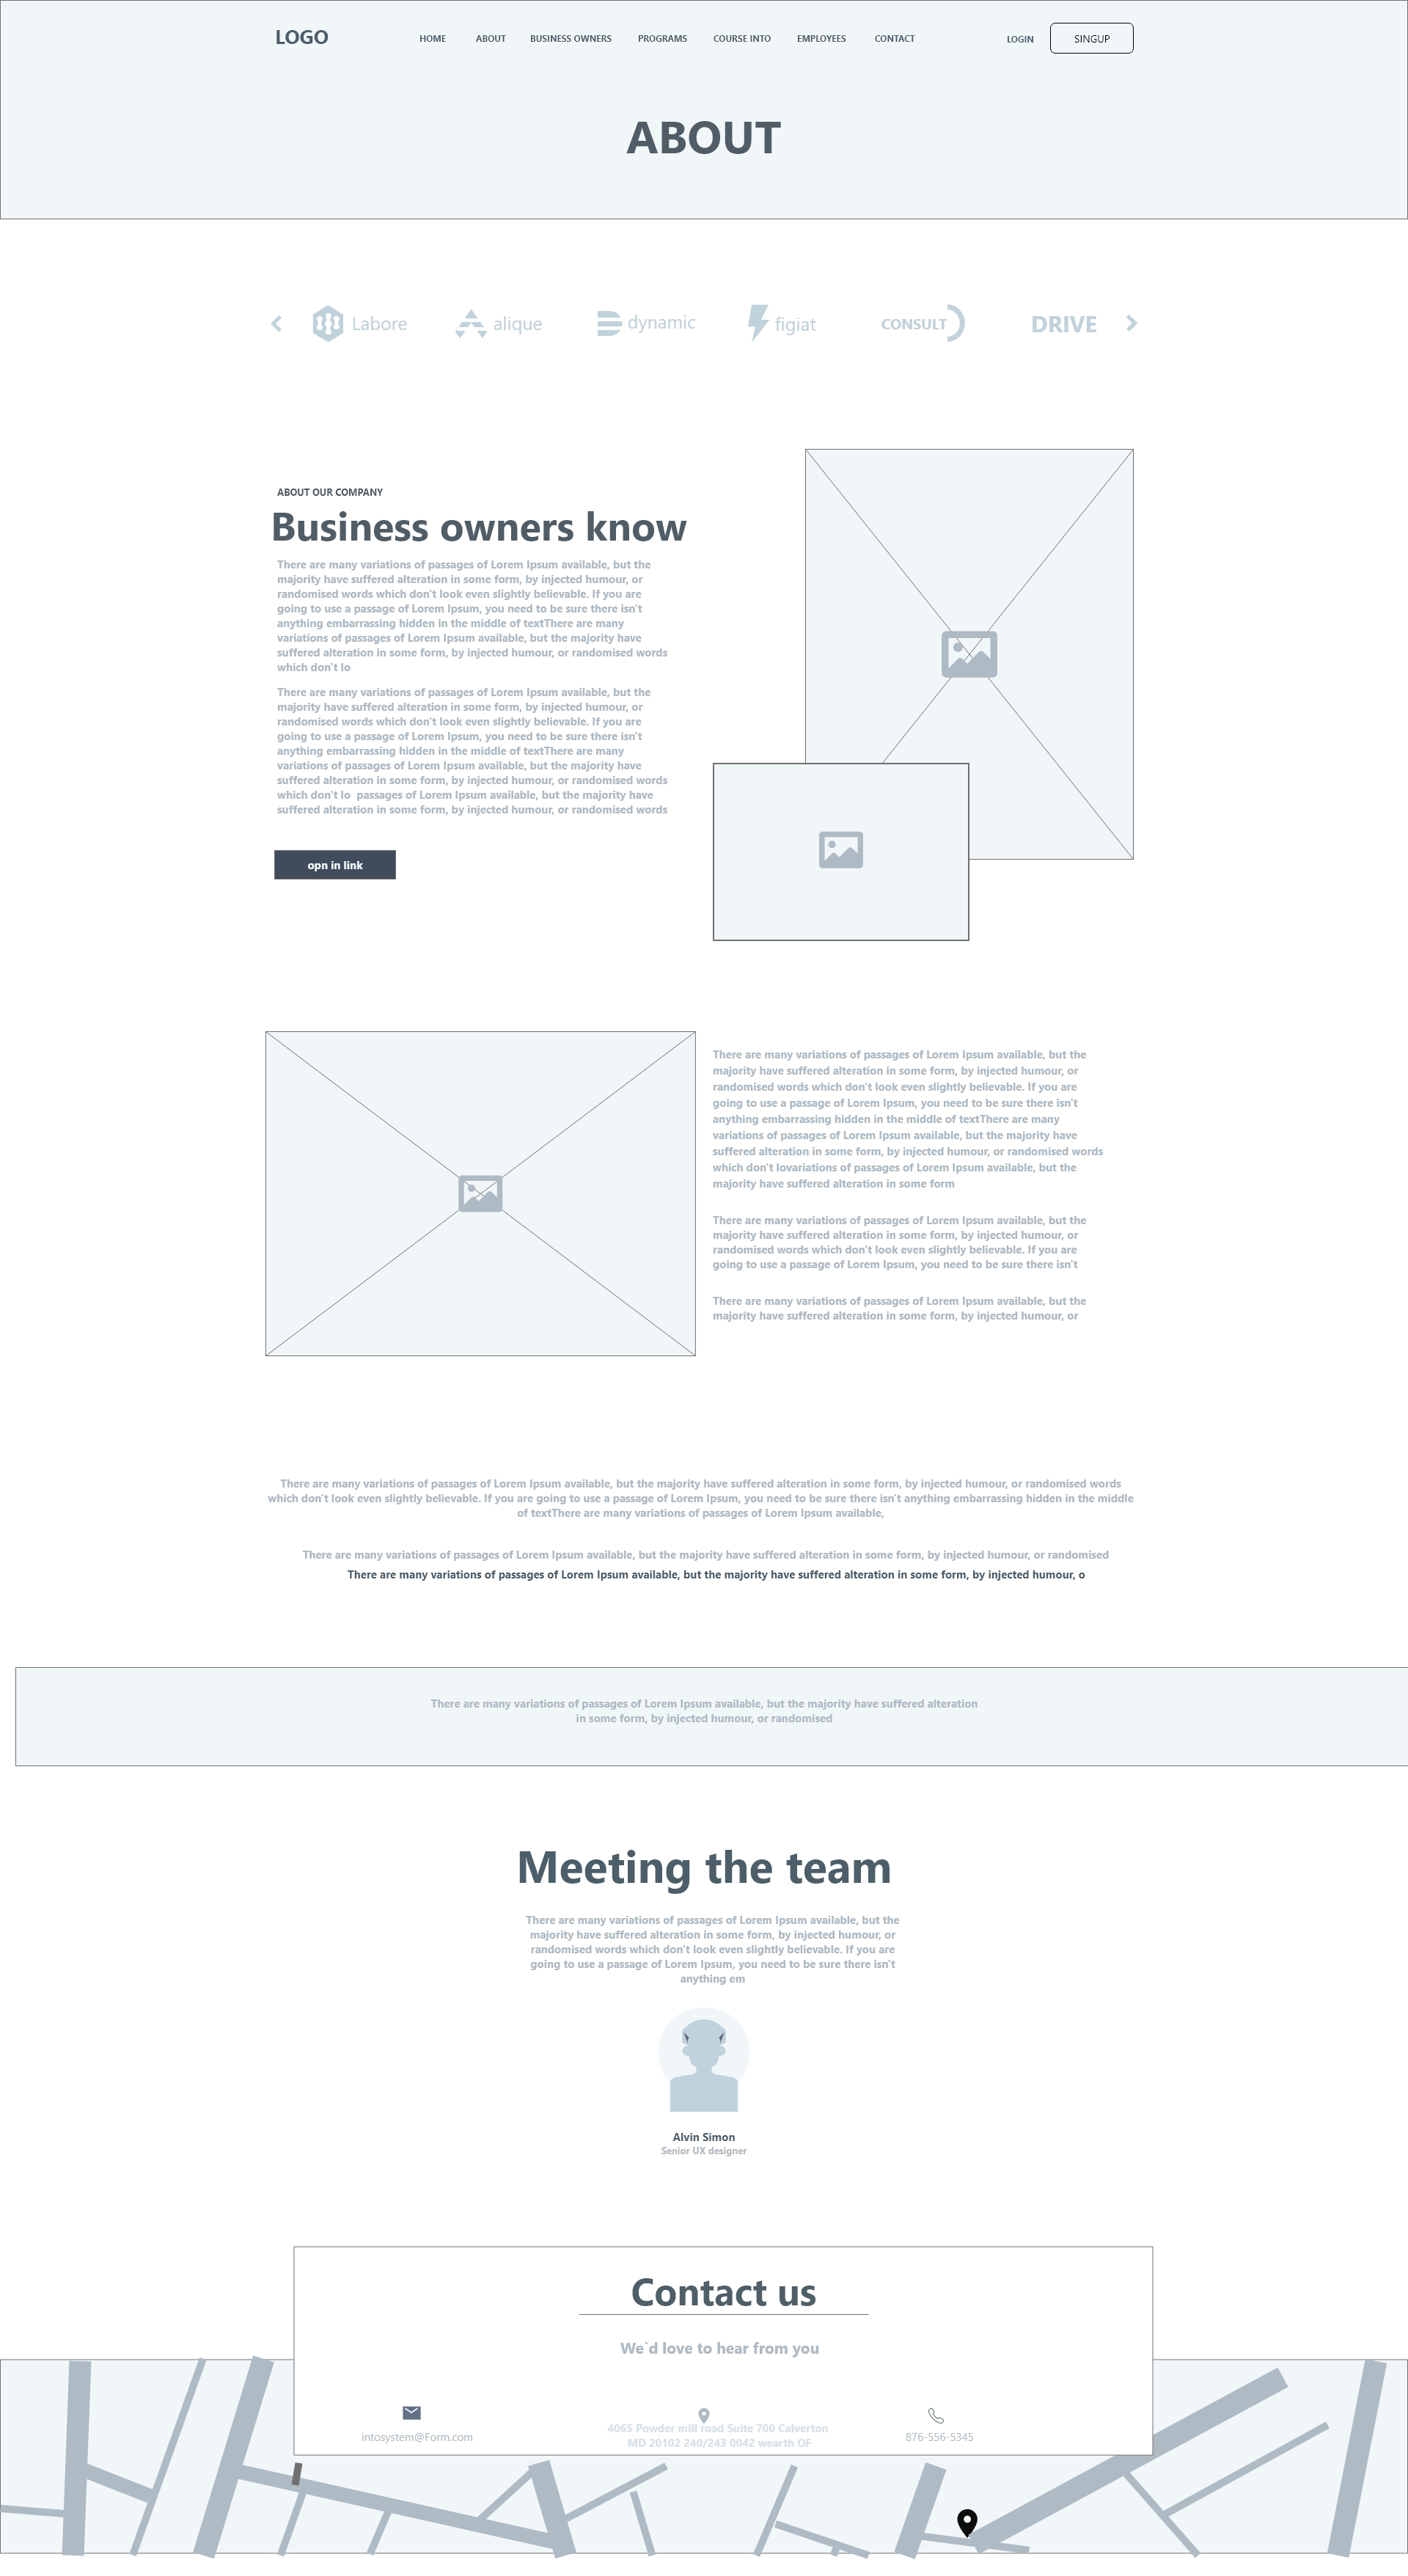 LOGO
HOME ABOUT BUSINESS OWNERS PROGRAMS COURSE INTO EMPLOYEES CONTACT LOGIN SINGUP
ABOUT
Labore alique dynamic figiat CONSULT DRIVE
ABOUT OUR COMPANY
Business owners know
There are many variations of passages of Lorem Ipsum available, but the
majority have suffered alteration in some form, by injected humour, or
randomised words which don't look even slightly believable. If you are
going to use a passage of Lorem Ipsum, you need to be sure there isn't
anything embarrassing hidden in the middle of textThere are many
variations of passages of Lorem Ipsum available, but the majority have
suffered alteration in some form, by injected humour, or randomised words
which don't lo
There are many variations of passages of Lorem Ipsum available, but the
majority have suffered alteration in some form, by injected humour, or
randomised words which don't look even slightly believable. If you are
going to use a passage of Lorem Ipsum, you need to be sure there isn't
anything embarrassing hidden in the middle of textThere are many
variations of passages of Lorem Ipsum available, but the majority have
suffered alteration in some form, by injected humour, or randomised words
which don't lo passages of Lorem Ipsum available, but the majority have
suffered alteration in some form, by injected humour, or randomised words
opn in link
There are many variations of passages of Lorem Ipsum available, but the
majority have suffered alteration in some form, by injected humour, or
randomised words which don't look even slightly believable. If you are
going to use a passage of Lorem Ipsum, you need to be sure there isn't
anything embarrassing hidden in the middle of textThere are many
variations of passages of Lorem Ipsum available, but the majority have
suffered alteration in some form, by injected humour, or randomised words
which don't lovariations of passages of Lorem Ipsum available, but the
majority have suffered alteration in some form
There are many variations of passages of Lorem Ipsum available, but the
majority have suffered alteration in some form, by injected humour, or
randomised words which don't look even slightly believable. If you are
going to use a passage of Lorem Ipsum, you need to be sure there isn't
There are many variations of passages of Lorem Ipsum available, but the
majority have suffered alteration in some form, by injected humour, or
There are many variations of passages of Lorem Ipsum available, but the majority have suffered alteration in some form, by injected humour, or randomised words
which don't look even slightly believable. If you are going to use a passage of Lorem Ipsum, you need to be sure there isn't anything embarrassing hidden in the middle
of textThere are many variations of passages of Lorem Ipsum available,
There are many variations of passages of Lorem Ipsum available, but the majority have suffered alteration in some form, by injected humour, or randomised
There are many variations of passages of Lorem Ipsum available, but the majority have suffered alteration in some form, by injected humour, o
There are many variations of passages of Lorem Ipsum available, but the majority have suffered alteration
in some form, by injected humour, or randomised
Meeting the team
There are many variations of passages of Lorem Ipsum available, but the
majority have suffered alteration in some form, by injected humour, or
randomised words which don't look even slightly believable. If you are
going to use a passage of Lorem Ipsum, you need to be sure there isn't
anything em
Alvin Simon
Senior UX designer
Contact us
We`d love to hear from you
intosystem@Form.com
4065 Powder mill road Suite 700 Calverton
MD 20102 240/243 0042 wearth OF
876-556-5345